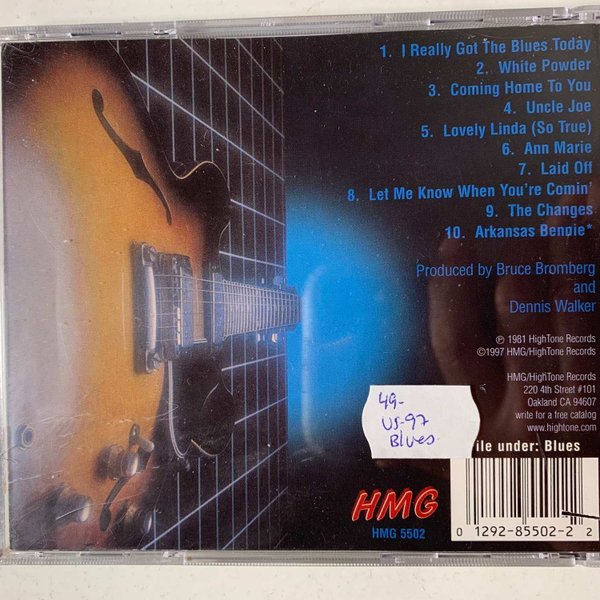 1. I Really Got The Blues Today
2. White Powder
3. Coming Home To You
4. Uncle Joe
5. Lovely Linda (So True)
6. Ann Marie
7. Laid Off
8. Let Me Know When You're Comin'
9. The Changes
10. Arkansas Bennie*
Produced by Bruce Bromberg
and
Dennis Walker
℗ 1981 HighTone Records
©1997 HMG/HighTone Records
HMG/HighTone Records
220 4th Street #101
Oakland CA 94607
write for a free catalog
www.hightone.com
49-
US-97
Blues
ile under: Blues
HMG
HMG 5502
0 1292-85502-2 2